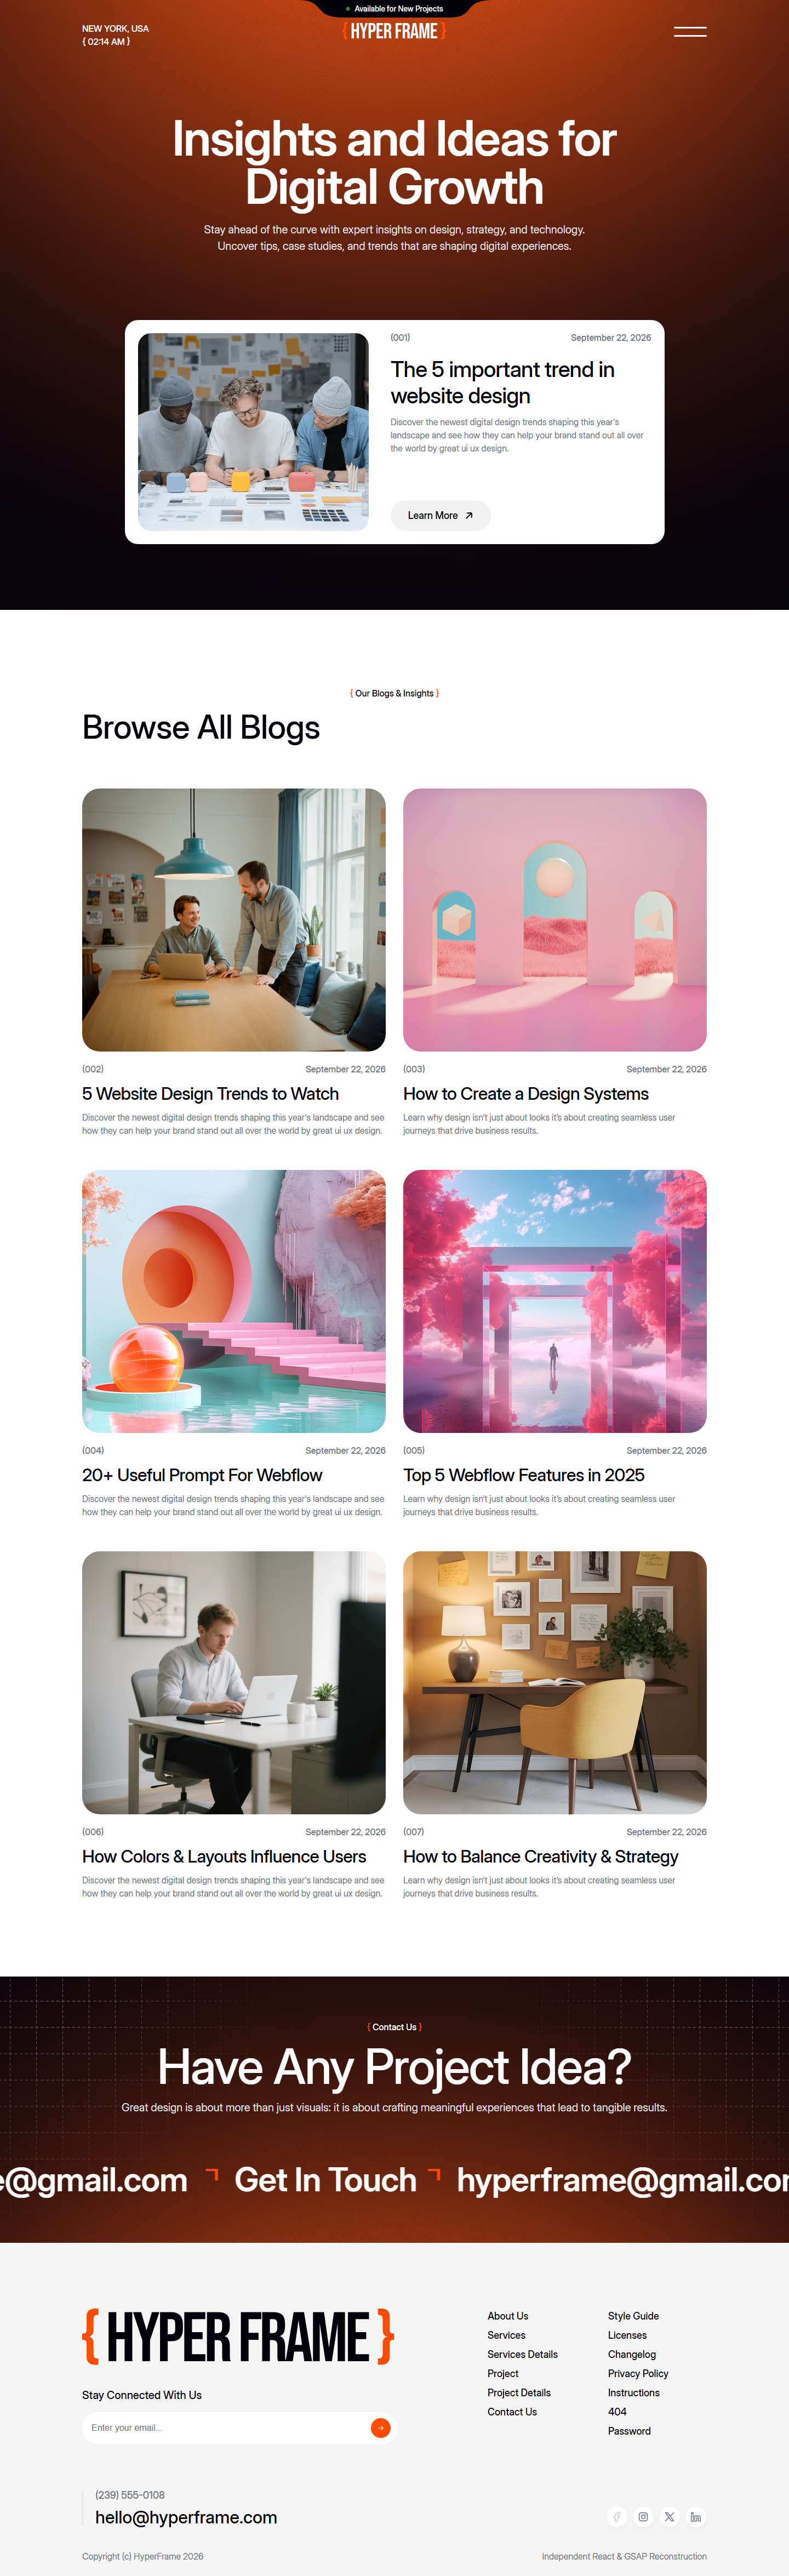 Available for New Projects
NEW YORK, USA
{ 02:14 AM }
{ HYPER FRAME }
Insights and Ideas for
Digital Growth
Stay ahead of the curve with expert insights on design, strategy, and technology.
Uncover tips, case studies, and trends that are shaping digital experiences.
(001)
September 22, 2026
The 5 important trend in
website design
Discover the newest digital design trends shaping this year's
landscape and see how they can help your brand stand out all over
the world by great ui ux design.
Learn More
{ Our Blogs & Insights }
Browse All Blogs
(002)
September 22, 2026
5 Website Design Trends to Watch
Discover the newest digital design trends shaping this year's landscape and see
how they can help your brand stand out all over the world by great ui ux design.
(003)
September 22, 2026
How to Create a Design Systems
Learn why design isn't just about looks it's about creating seamless user
journeys that drive business results.
(004)
September 22, 2026
20+ Useful Prompt For Webflow
Discover the newest digital design trends shaping this year's landscape and see
how they can help your brand stand out all over the world by great ui ux design.
(005)
September 22, 2026
Top 5 Webflow Features in 2025
Learn why design isn't just about looks it's about creating seamless user
journeys that drive business results.
(006)
September 22, 2026
How Colors & Layouts Influence Users
Discover the newest digital design trends shaping this year's landscape and see
how they can help your brand stand out all over the world by great ui ux design.
(007)
September 22, 2026
How to Balance Creativity & Strategy
Learn why design isn't just about looks it's about creating seamless user
journeys that drive business results.
{ Contact Us }
Have Any Project Idea?
Great design is about more than just visuals: it is about crafting meaningful experiences that lead to tangible results.
e@gmail.com Get In Touch hyperframe@gmail.com
{ HYPER FRAME }
Stay Connected With Us
Enter your email...
About Us
Services
Services Details
Project
Project Details
Contact Us
Style Guide
Licenses
Changelog
Privacy Policy
Instructions
404
Password
(239) 555-0108
hello@hyperframe.com
Copyright (c) HyperFrame 2026
Independent React & GSAP Reconstruction